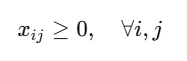 x_{ij} ≥ 0, ∀i, j